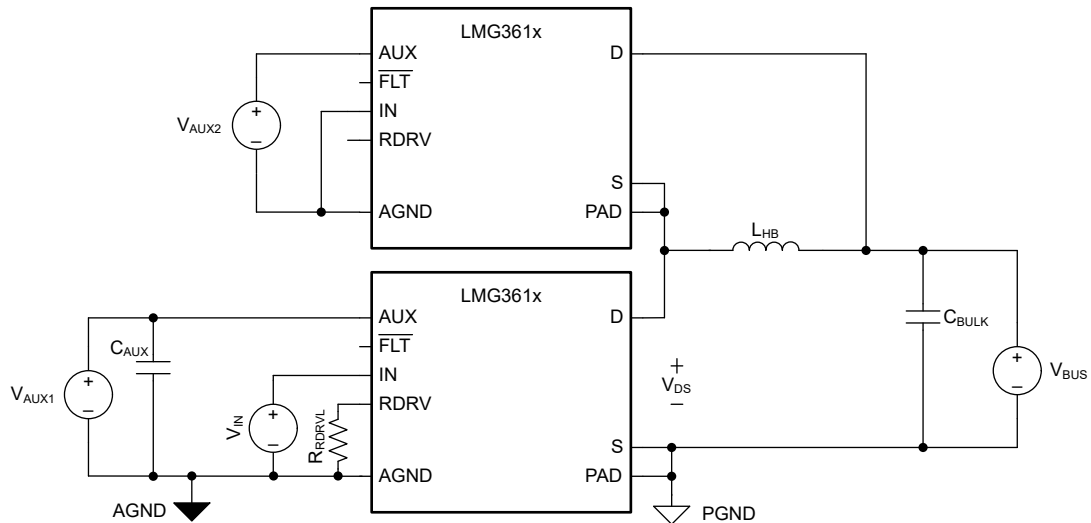 LMG361x
AUX
D
FLT
IN
RDRV
+
−
VAUX2
S
AGND
PAD
LHB
LMG361x
AUX
D
CAUX
FLT
CBULK
+
−
VAUX1
IN
+
VDS
−
+
−
VBUS
RDRV
+
−
VIN
RRDRVL
S
AGND
PAD
AGND
PGND